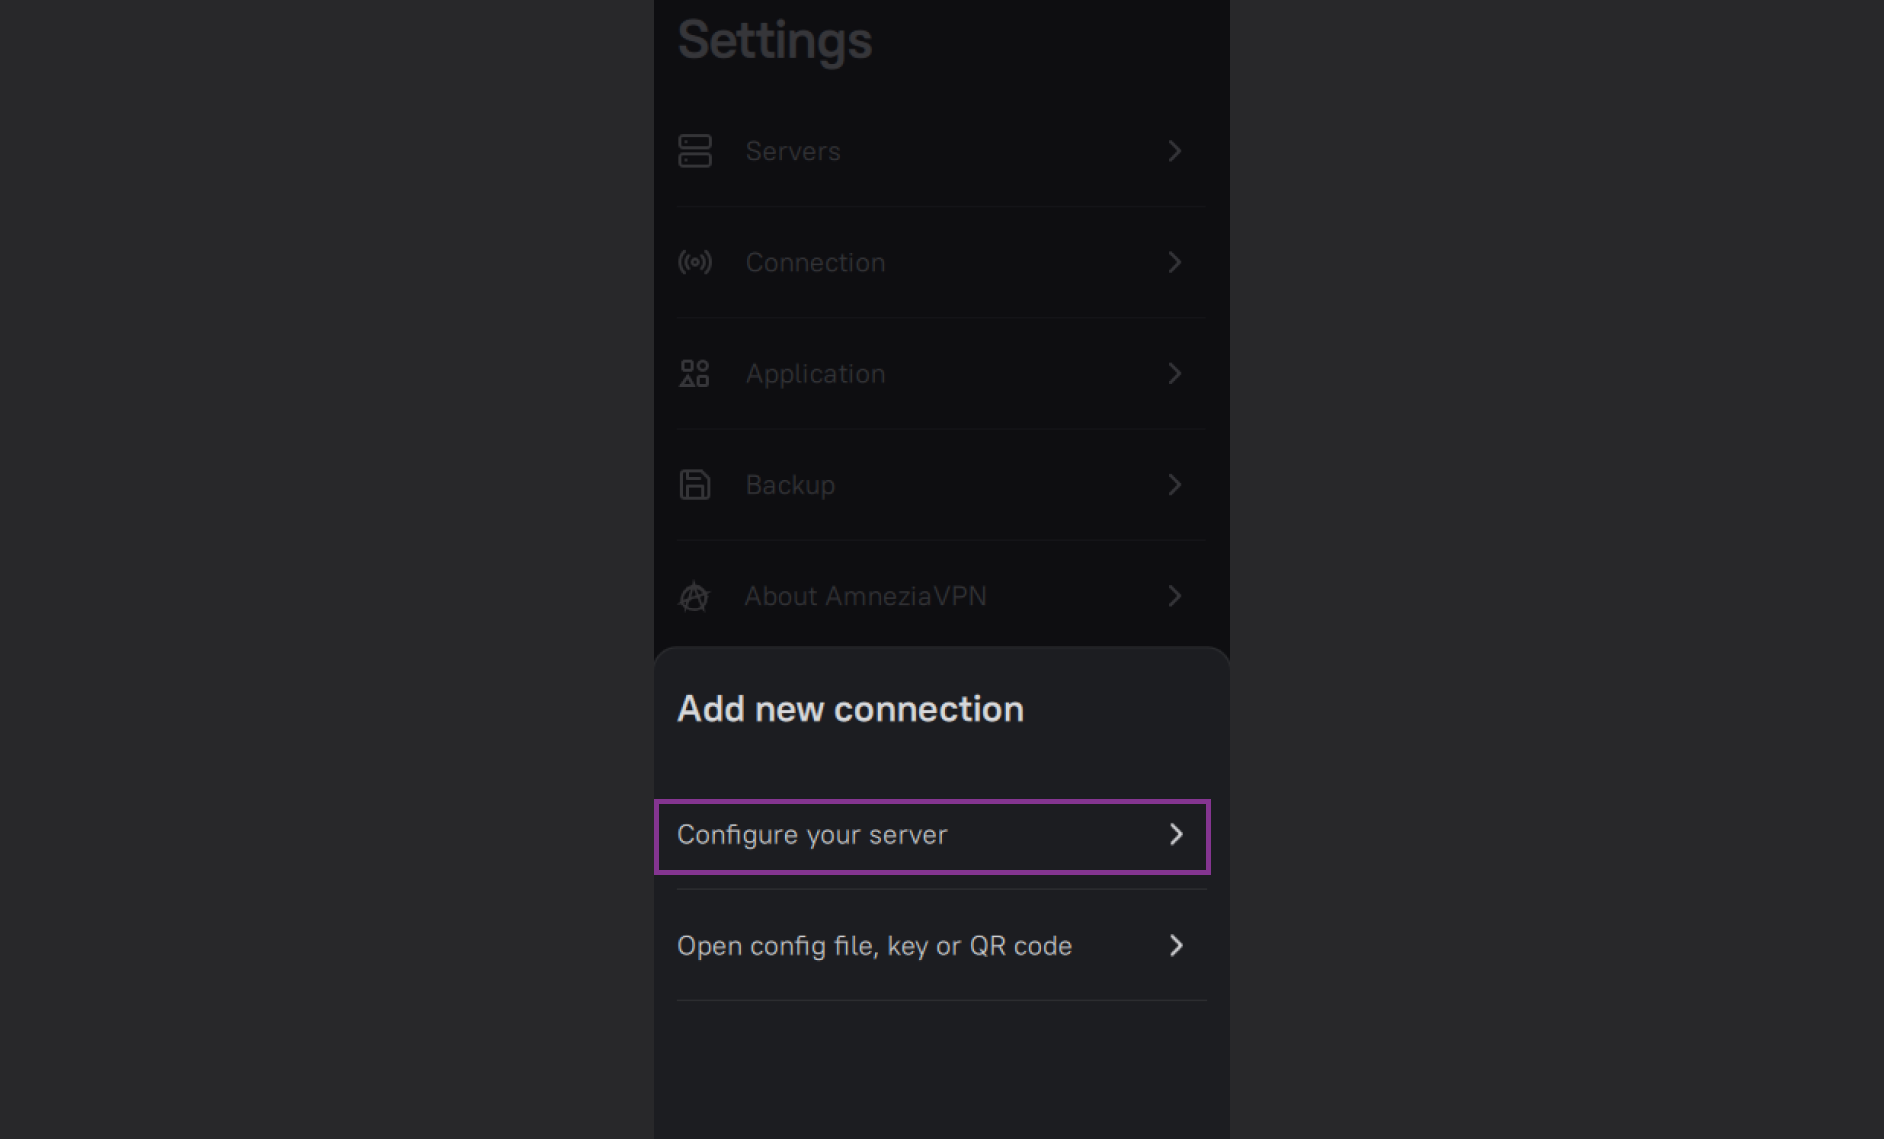 Settings
Servers
Connection
Application
Backup
About AmneziaVPN
Add new connection
Configure your server
Open config file, key or QR code